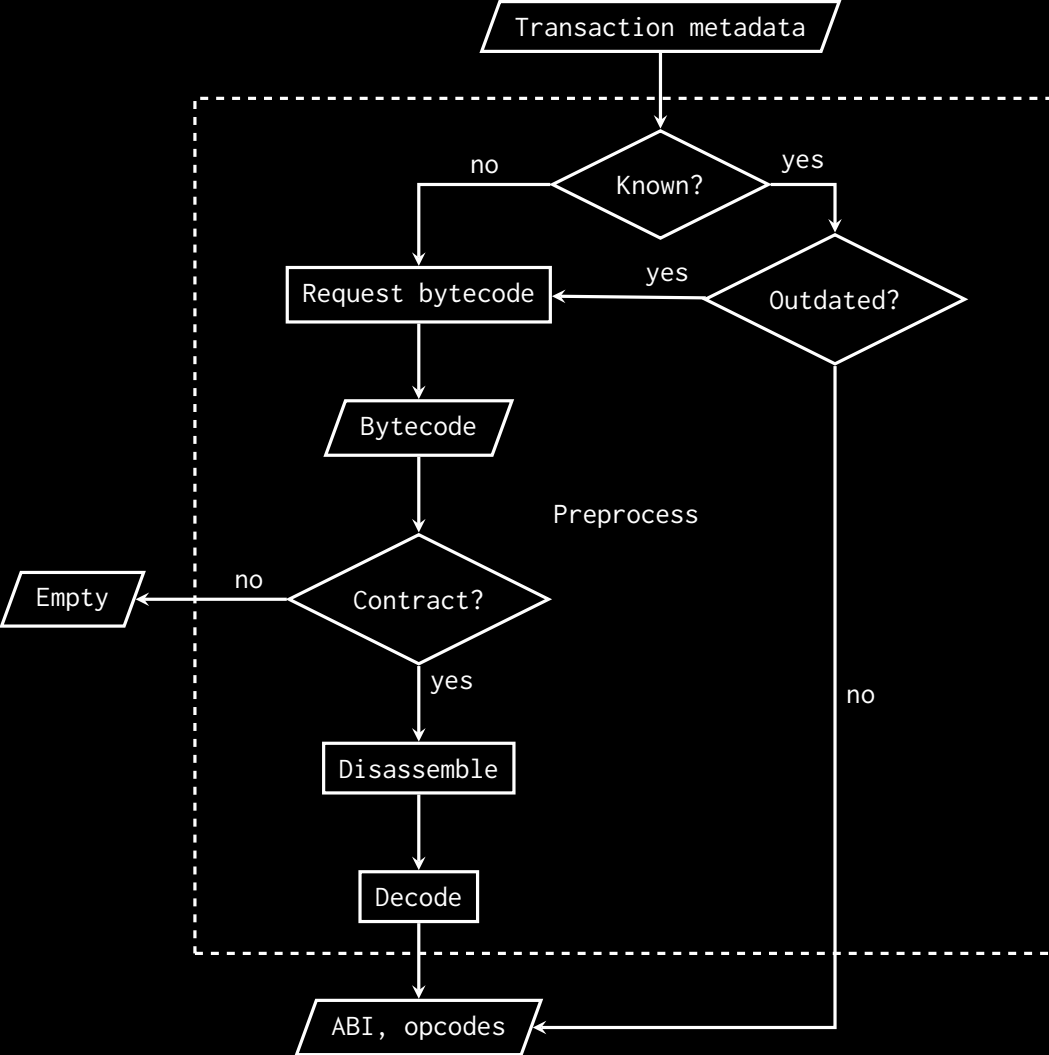 Transaction metadata
no
Known?
yes
Request bytecode
yes
Outdated?
Bytecode
Preprocess
Empty
no
Contract?
yes
no
Disassemble
Decode
ABI, opcodes